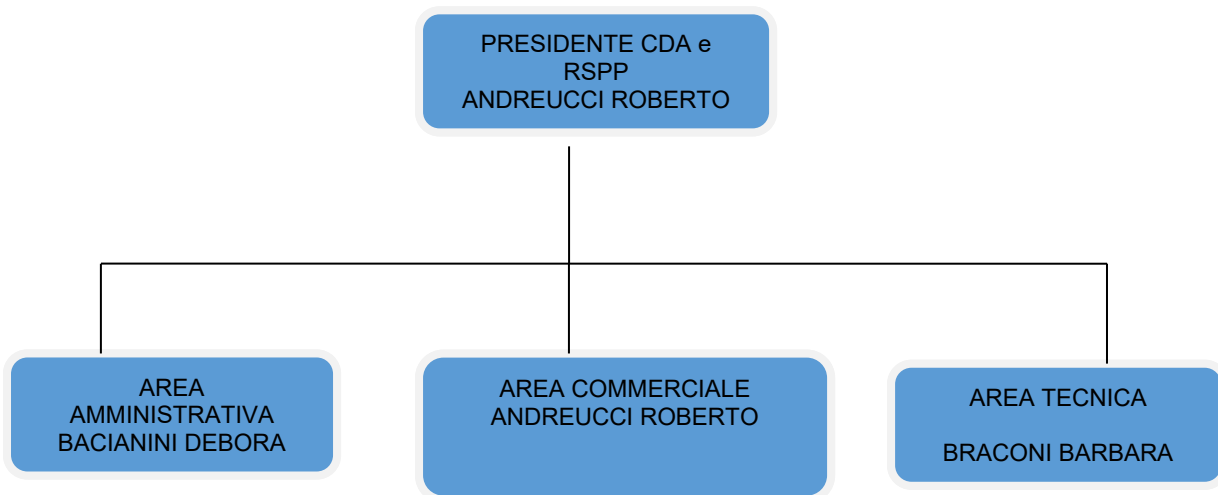 PRESIDENTE CDA e
RSPP
ANDREUCCI ROBERTO
AREA
AMMINISTRATIVA
BACIANINI DEBORA
AREA COMMERCIALE
ANDREUCCI ROBERTO
AREA TECNICA
BRACONI BARBARA